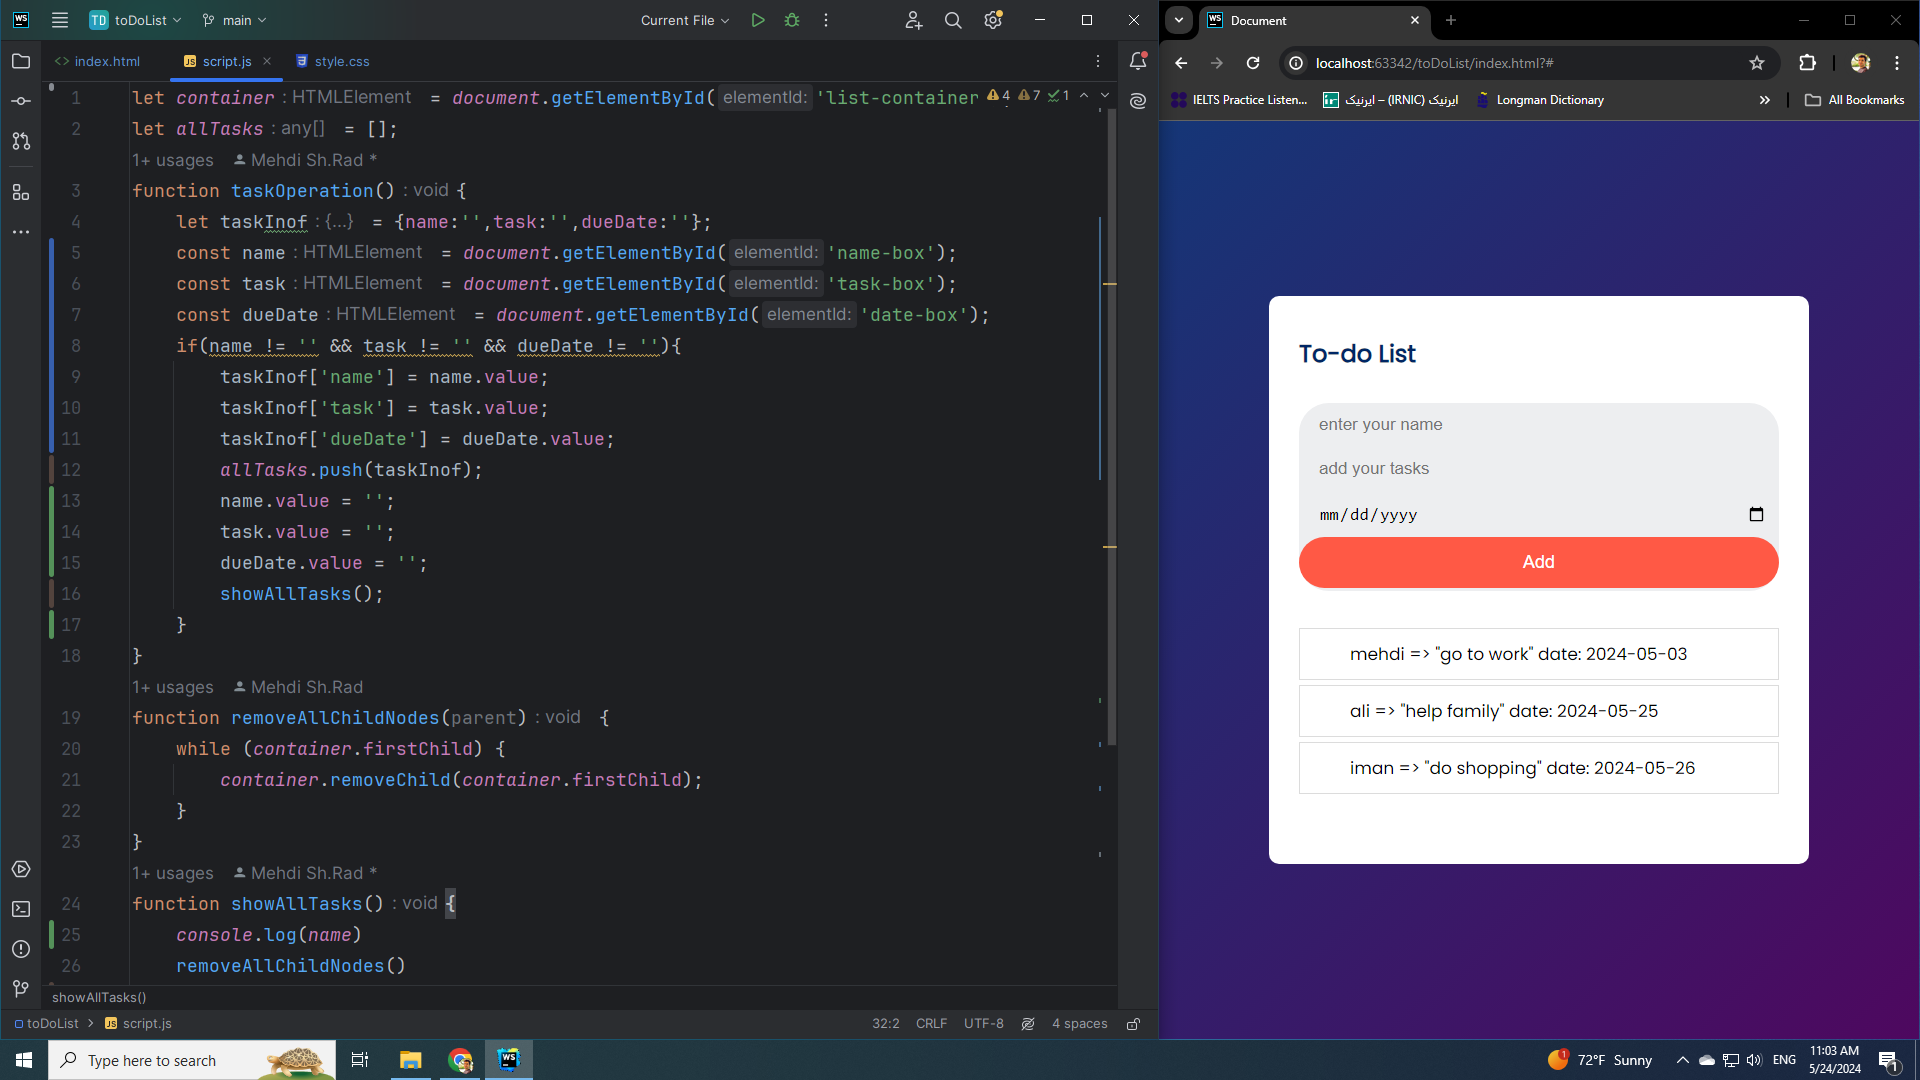 WS TD toDoList main Current File
index.html script.js style.css
1 let container : HTMLElement = document.getElementById( elementId: 'list-container 4 7 1
2 let allTasks : any[] = [];
1+ usages Mehdi Sh.Rad *
3 function taskOperation() : void {
4 let taskInof : {...} = {name:'',task:'',dueDate:''};
5 const name : HTMLElement = document.getElementById( elementId: 'name-box');
6 const task : HTMLElement = document.getElementById( elementId: 'task-box');
7 const dueDate : HTMLElement = document.getElementById( elementId: 'date-box');
8 if(name != '' && task != '' && dueDate != ''){
9 taskInof['name'] = name.value;
10 taskInof['task'] = task.value;
11 taskInof['dueDate'] = dueDate.value;
12 allTasks.push(taskInof);
13 name.value = '';
14 task.value = '';
15 dueDate.value = '';
16 showAllTasks();
17 }
18 }
1+ usages Mehdi Sh.Rad
19 function removeAllChildNodes(parent) : void {
20 while (container.firstChild) {
21 container.removeChild(container.firstChild);
22 }
23 }
1+ usages Mehdi Sh.Rad *
24 function showAllTasks() : void {
25 console.log(name)
26 removeAllChildNodes()
showAllTasks()
toDoList > script.js 32:2 CRLF UTF-8 4 spaces
WS Document
localhost:63342/toDoList/index.html?#
IELTS Practice Listen... ایرنیک (IRNIC) – ایرنیک Longman Dictionary » All Bookmarks
To-do List
enter your name
add your tasks
mm/dd/yyyy
Add
mehdi => "go to work" date: 2024-05-03
ali => "help family" date: 2024-05-25
iman => "do shopping" date: 2024-05-26
Type here to search WS 1 72°F Sunny ENG 11:03 AM
5/24/2024 1